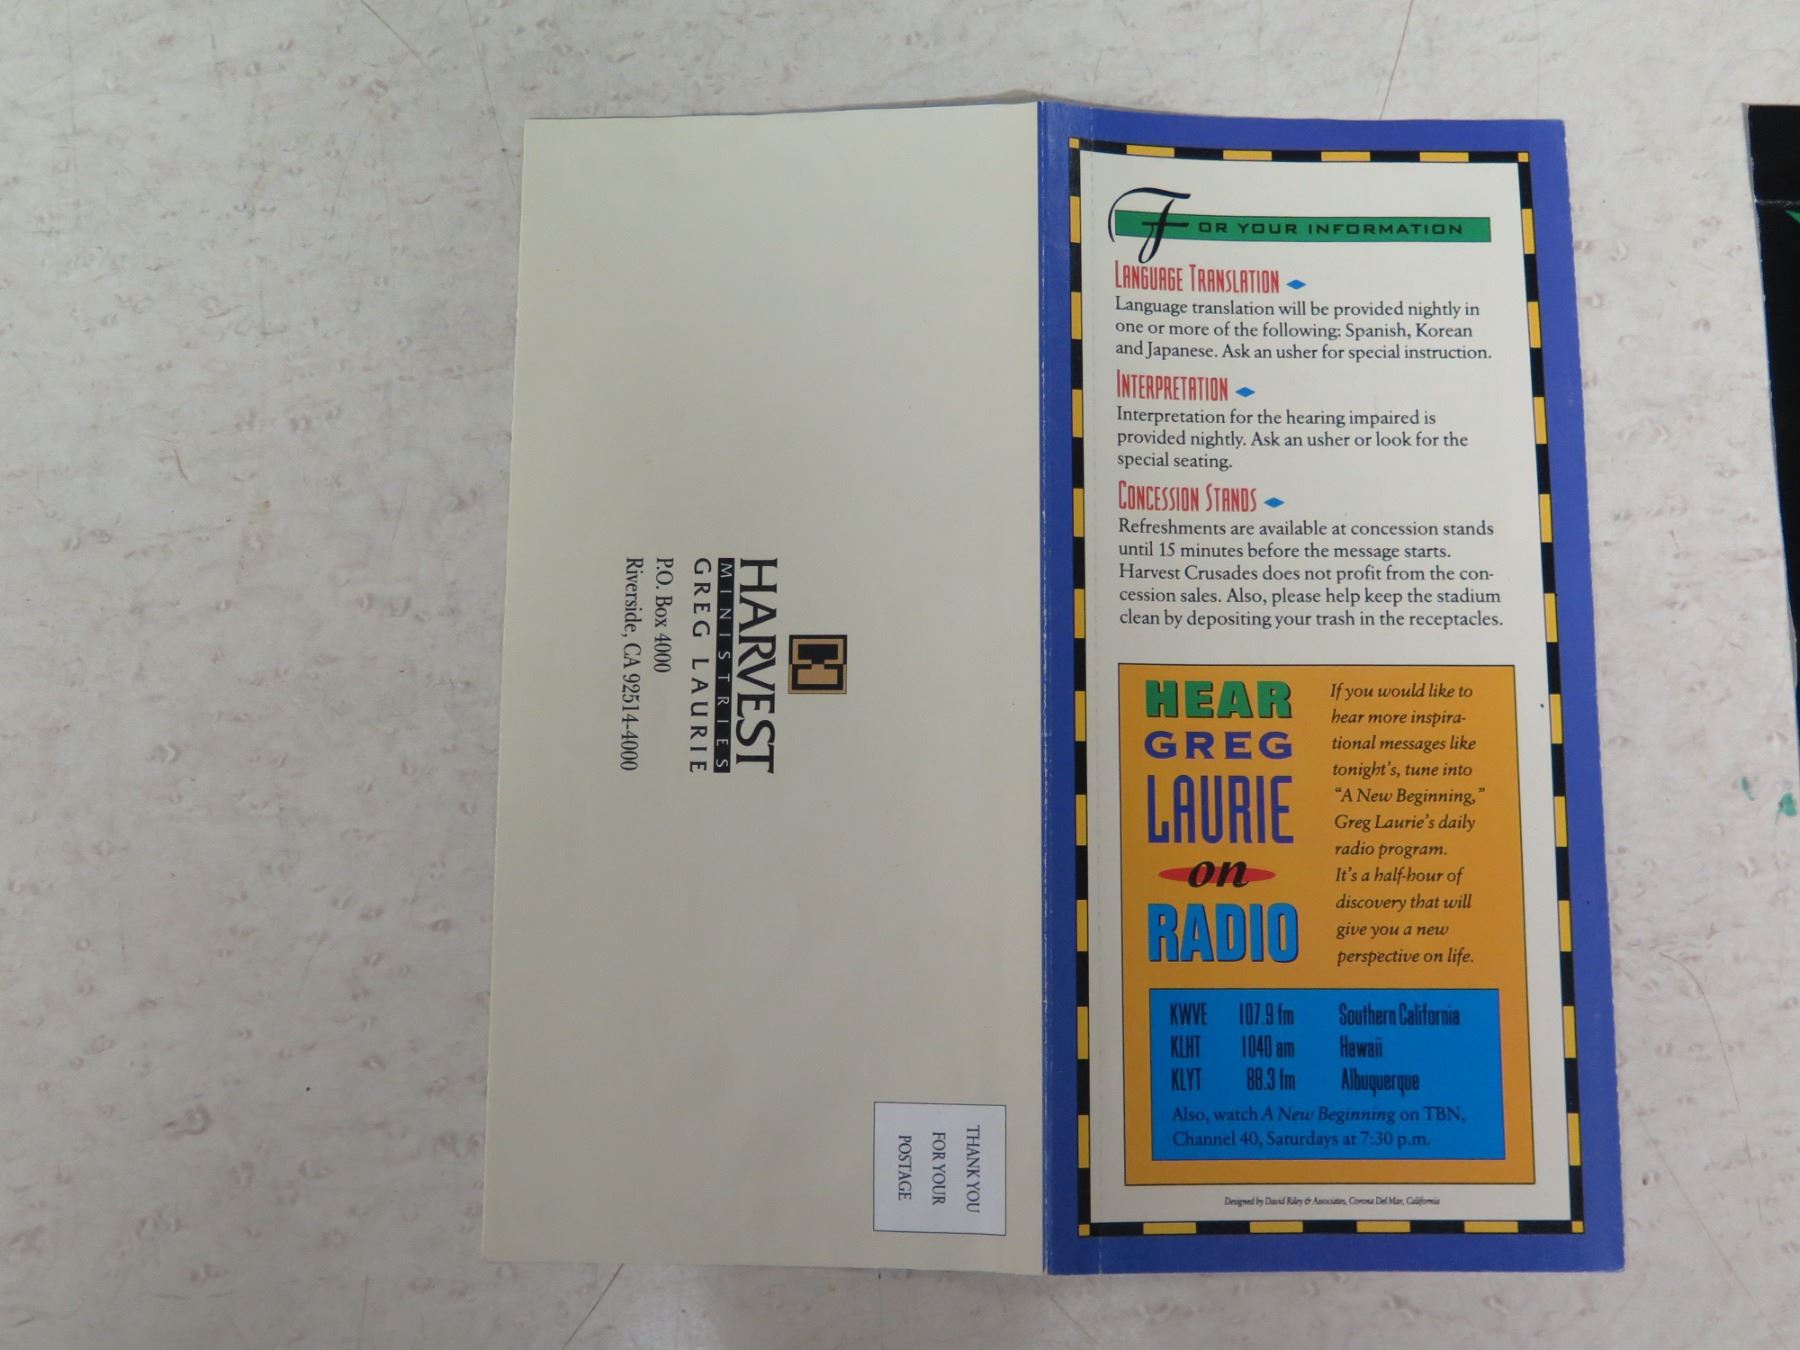 HARVEST
MINISTRIES
GREG LAURIE
P.O. Box 4000
Riverside, CA 92514-4000
THANK YOU
FOR YOUR
POSTAGE
FOR YOUR INFORMATION
LANGUAGE TRANSLATION
Language translation will be provided nightly in
one or more of the following: Spanish, Korean
and Japanese. Ask an usher for special instruction.
INTERPRETATION
Interpretation for the hearing impaired is
provided nightly. Ask an usher or look for the
special seating.
CONCESSION STANDS
Refreshments are available at concession stands
until 15 minutes before the message starts.
Harvest Crusades does not profit from the con-
cession sales. Also, please help keep the stadium
clean by depositing your trash in the receptacles.
HEAR
GREG
LAURIE
on
RADIO
If you would like to
hear more inspira-
tional messages like
tonight's, tune into
"A New Beginning,"
Greg Laurie's daily
radio program.
It's a half-hour of
discovery that will
give you a new
perspective on life.
KWVE 107.9 fm Southern California
KLHT 1040 am Hawaii
KLYT 88.3 fm Albuquerque
Also, watch A New Beginning on TBN,
Channel 40, Saturdays at 7:30 p.m.
Designed by David Riley & Associates, Corona Del Mar, California